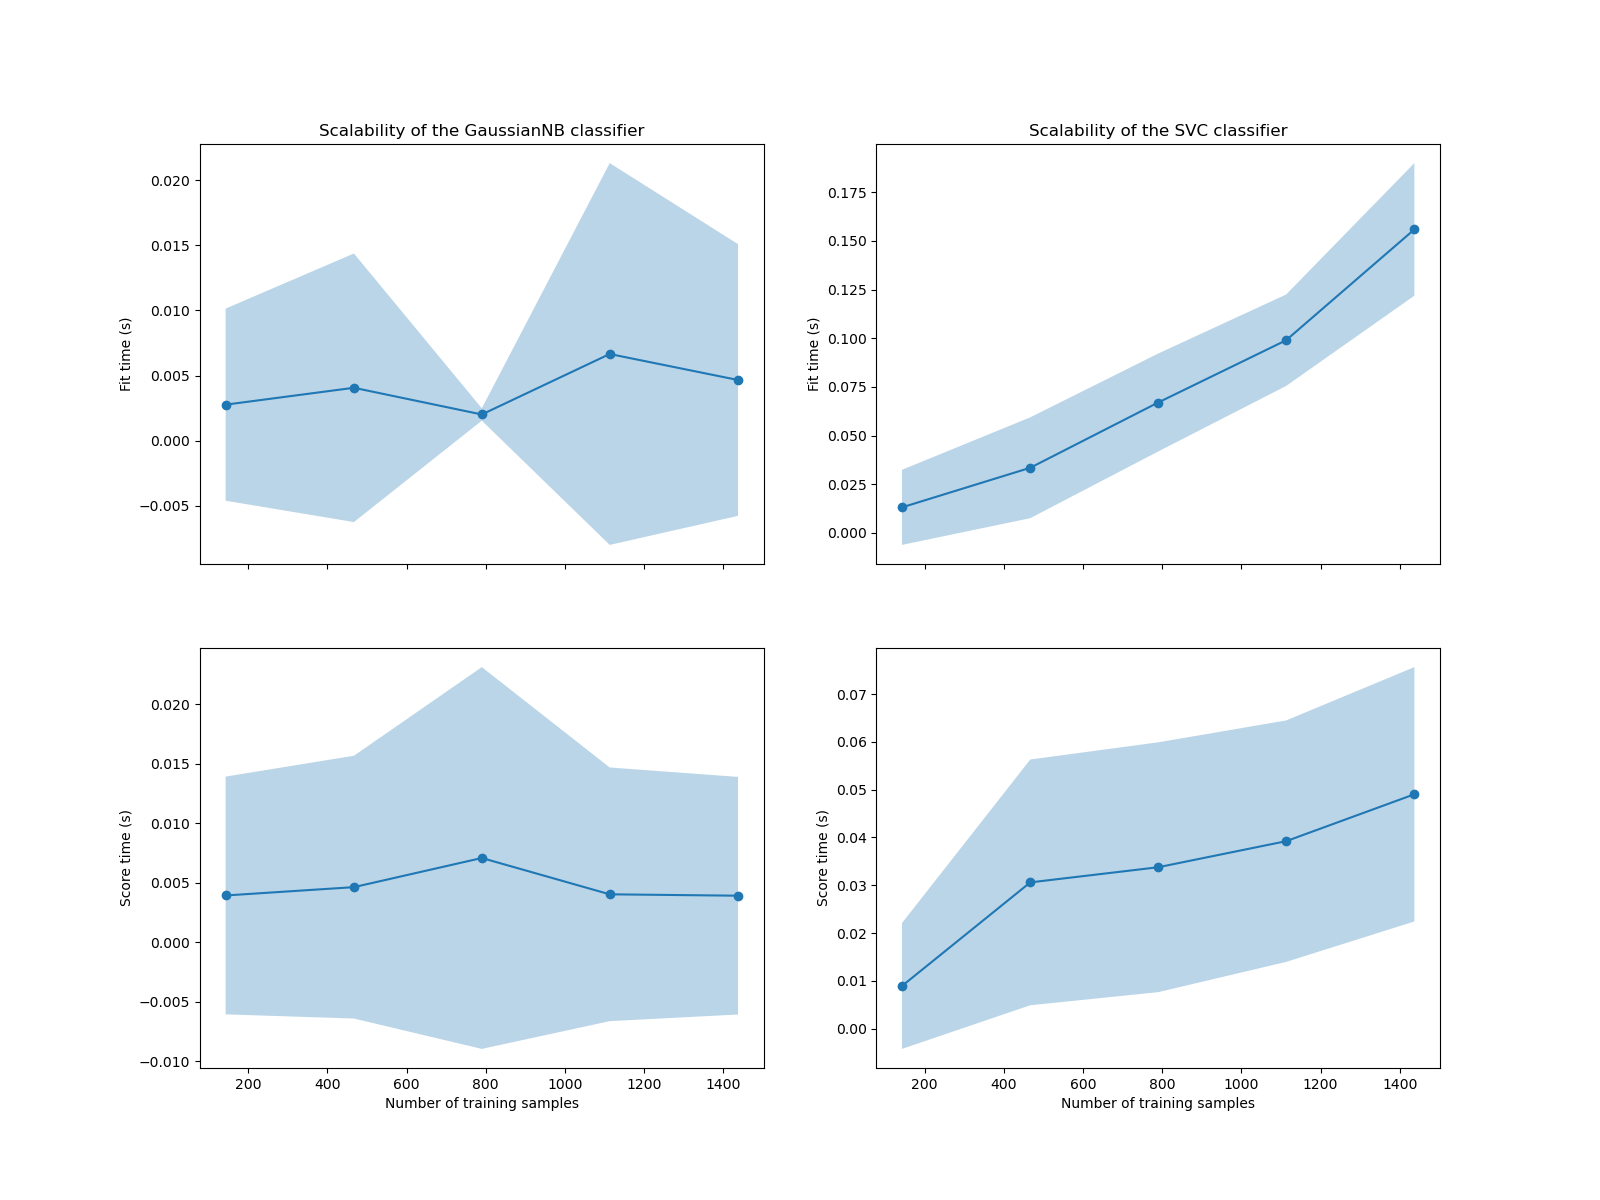 Scalability of the GaussianNB classifier
0.020
0.015
0.010
0.005
0.000
−0.005
Fit time (s)
Scalability of the SVC classifier
0.175
0.150
0.125
0.100
0.075
0.050
0.025
0.000
Fit time (s)
0.020
0.015
0.010
0.005
0.000
−0.005
−0.010
Score time (s)
200 400 600 800 1000 1200 1400
Number of training samples
0.07
0.06
0.05
0.04
0.03
0.02
0.01
0.00
Score time (s)
200 400 600 800 1000 1200 1400
Number of training samples